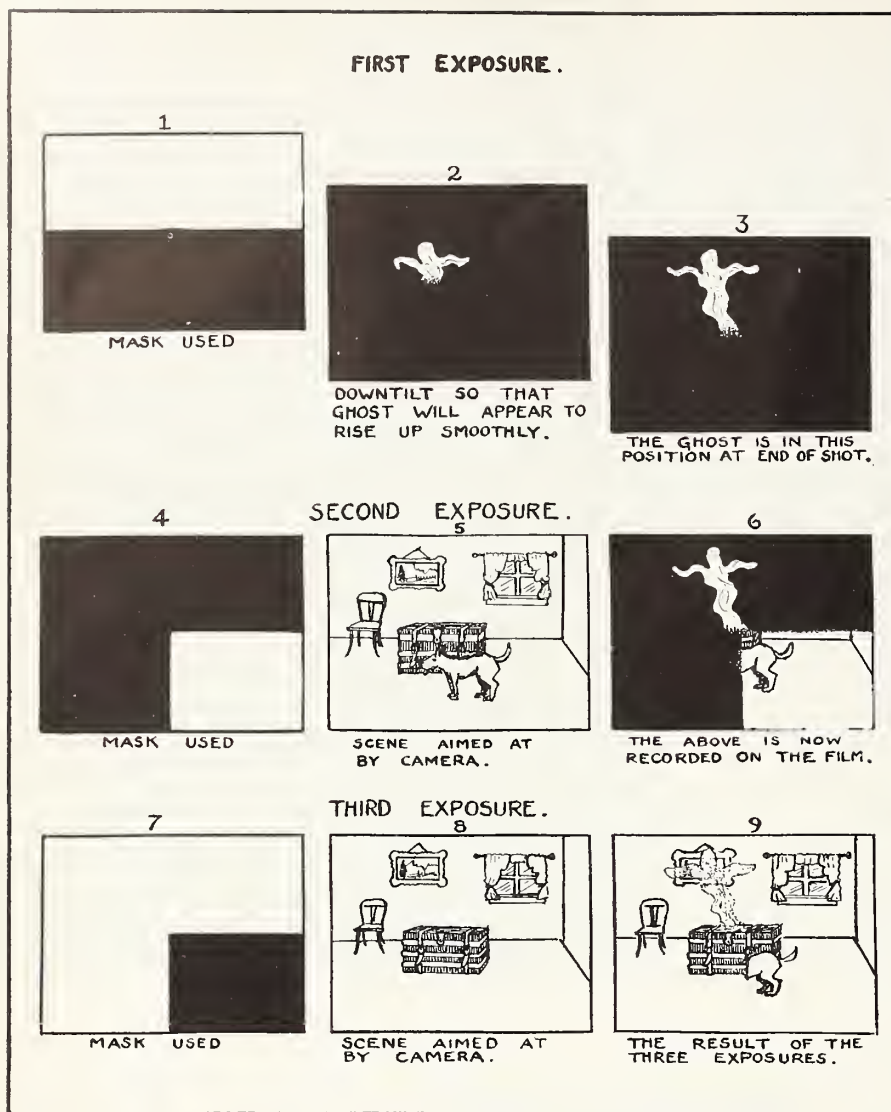 FIRST EXPOSURE.
1
2
3
MASK USED
DOWNTILT SO THAT
GHOST WILL APPEAR TO
RISE UP SMOOTHLY.
THE GHOST IS IN THIS
POSITION AT END OF SHOT.
SECOND EXPOSURE.
4
5
6
MASK USED
SCENE AIMED AT
BY CAMERA.
THE ABOVE IS NOW
RECORDED ON THE FILM.
THIRD EXPOSURE.
7
8
9
MASK USED
SCENE AIMED AT
BY CAMERA.
THE RESULT OF THE
THREE EXPOSURES.